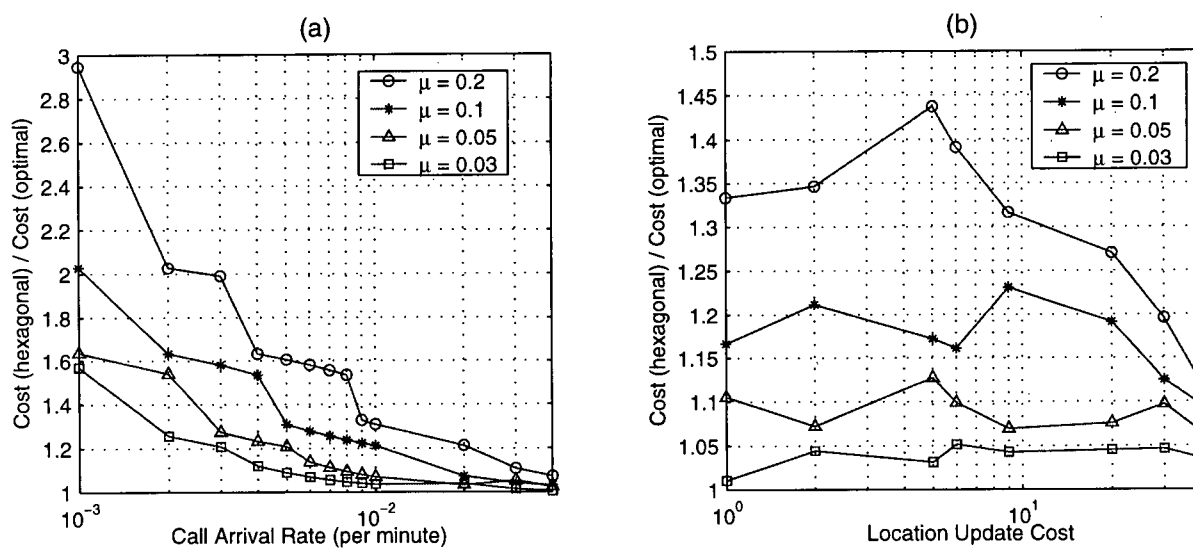 (a)
3
2.8
2.6
2.4
2.2
2
1.8
1.6
1.4
1.2
1
Cost (hexagonal) / Cost (optimal)
10⁻³
10⁻²
Call Arrival Rate (per minute)
μ = 0.2
μ = 0.1
μ = 0.05
μ = 0.03
(b)
1.5
1.45
1.4
1.35
1.3
1.25
1.2
1.15
1.1
1.05
1
Cost (hexagonal) / Cost (optimal)
10⁰
10¹
Location Update Cost
μ = 0.2
μ = 0.1
μ = 0.05
μ = 0.03